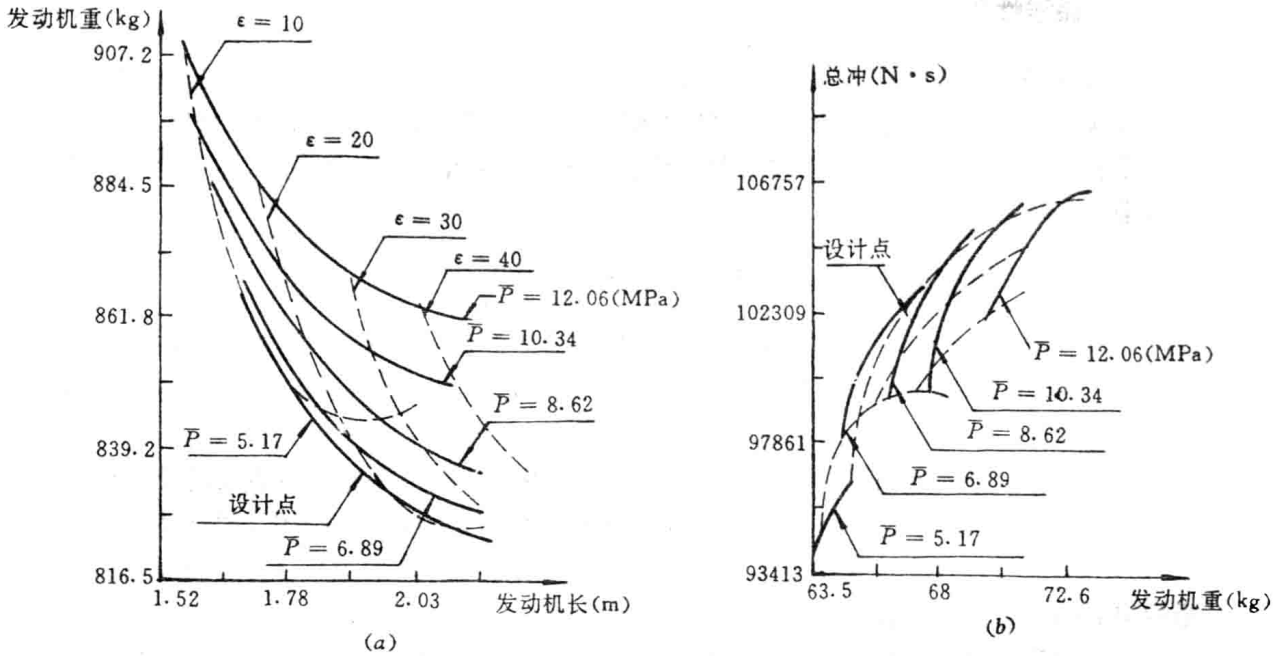 发动机重(kg)
ε = 10
907.2
ε = 20
884.5
ε = 30
ε = 40
P̅ = 12.06(MPa)
861.8
P̅ = 10.34
P̅ = 8.62
P̅ = 5.17
839.2
设计点
P̅ = 6.89
816.5
1.52
1.78
2.03
发动机长(m)
(a)
总冲(N·s)
106757
设计点
102309
P̅ = 12.06(MPa)
P̅ = 10.34
P̅ = 8.62
97861
P̅ = 6.89
P̅ = 5.17
93413
63.5
68
72.6
发动机重(kg)
(b)